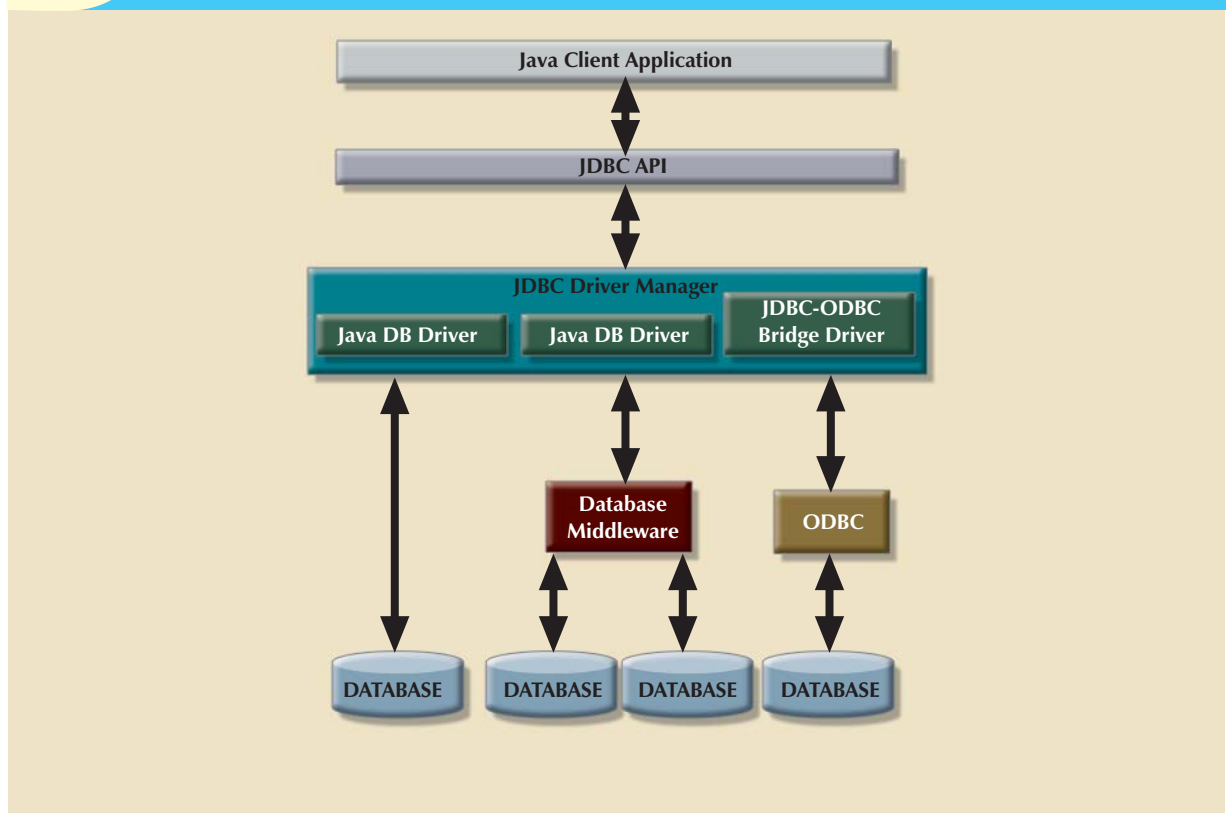 Java Client Application
JDBC API
JDBC Driver Manager
Java DB Driver
Java DB Driver
JDBC-ODBC
Bridge Driver
Database
Middleware
ODBC
DATABASE
DATABASE
DATABASE
DATABASE